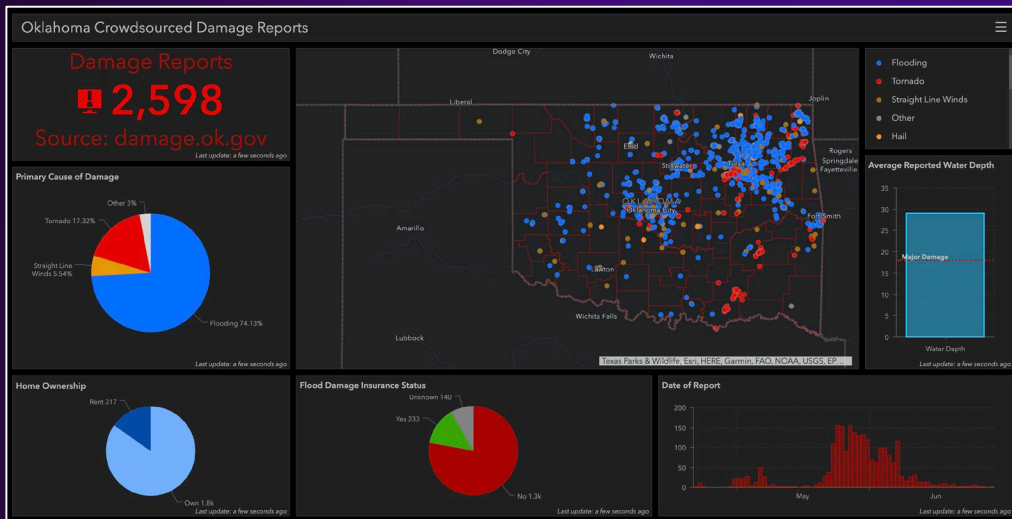 Oklahoma Crowdsourced Damage Reports
Damage Reports
2,598
Source: damage.ok.gov
Last update: a few seconds ago
Primary Cause of Damage
Other 3%
Tornado 17.32%
Straight Line
Winds 5.54%
Flooding 74.13%
Last update: a few seconds ago
Dodge City
Wichita
Liberal
Joplin
Enid
Rogers
Springdale
Fayetteville
Stillwater
Tulsa
OKLAHOMA
Oklahoma City
Fort Smith
Amarillo
Lawton
Wichita Falls
Lubbock
Texas Parks & Wildlife, Esri, HERE, Garmin, FAO, NOAA, USGS, EP...
Flooding
Tornado
Straight Line Winds
Other
Hail
Average Reported Water Depth
35
30
25
20
Major Damage
15
10
5
0
Water Depth
Last update: a few seconds ago
Home Ownership
Rent 317
Own 1.8k
Last update: a few seconds ago
Flood Damage Insurance Status
Unknown 140
Yes 233
No 1.3k
Last update: a few seconds ago
Date of Report
200
150
100
50
0
May
Jun
Last update: a few seconds ago